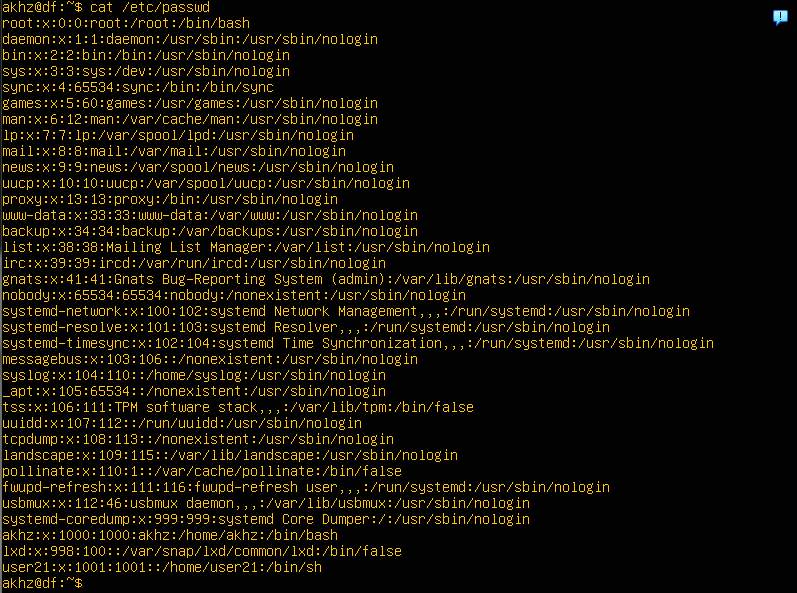 akhz@df:~$ cat /etc/passwd
root:x:0:0:root:/root:/bin/bash
daemon:x:1:1:daemon:/usr/sbin:/usr/sbin/nologin
bin:x:2:2:bin:/bin:/usr/sbin/nologin
sys:x:3:3:sys:/dev:/usr/sbin/nologin
sync:x:4:65534:sync:/bin:/bin/sync
games:x:5:60:games:/usr/games:/usr/sbin/nologin
man:x:6:12:man:/var/cache/man:/usr/sbin/nologin
lp:x:7:7:lp:/var/spool/lpd:/usr/sbin/nologin
mail:x:8:8:mail:/var/mail:/usr/sbin/nologin
news:x:9:9:news:/var/spool/news:/usr/sbin/nologin
uucp:x:10:10:uucp:/var/spool/uucp:/usr/sbin/nologin
proxy:x:13:13:proxy:/bin:/usr/sbin/nologin
www-data:x:33:33:www-data:/var/www:/usr/sbin/nologin
backup:x:34:34:backup:/var/backups:/usr/sbin/nologin
list:x:38:38:Mailing List Manager:/var/list:/usr/sbin/nologin
irc:x:39:39:ircd:/var/run/ircd:/usr/sbin/nologin
gnats:x:41:41:Gnats Bug-Reporting System (admin):/var/lib/gnats:/usr/sbin/nologin
nobody:x:65534:65534:nobody:/nonexistent:/usr/sbin/nologin
systemd-network:x:100:102:systemd Network Management,,,:/run/systemd:/usr/sbin/nologin
systemd-resolve:x:101:103:systemd Resolver,,,:/run/systemd:/usr/sbin/nologin
systemd-timesync:x:102:104:systemd Time Synchronization,,,:/run/systemd:/usr/sbin/nologin
messagebus:x:103:106::/nonexistent:/usr/sbin/nologin
syslog:x:104:110::/home/syslog:/usr/sbin/nologin
_apt:x:105:65534::/nonexistent:/usr/sbin/nologin
tss:x:106:111:TPM software stack,,,:/var/lib/tpm:/bin/false
uuidd:x:107:112::/run/uuidd:/usr/sbin/nologin
tcpdump:x:108:113::/nonexistent:/usr/sbin/nologin
landscape:x:109:115::/var/lib/landscape:/usr/sbin/nologin
pollinate:x:110:1::/var/cache/pollinate:/bin/false
fwupd-refresh:x:111:116:fwupd-refresh user,,,:/run/systemd:/usr/sbin/nologin
usbmux:x:112:46:usbmux daemon,,,:/var/lib/usbmux:/usr/sbin/nologin
systemd-coredump:x:999:999:systemd Core Dumper:/:/usr/sbin/nologin
akhz:x:1000:1000:akhz:/home/akhz:/bin/bash
lxd:x:998:100::/var/snap/lxd/common/lxd:/bin/false
user21:x:1001:1001::/home/user21:/bin/sh
akhz@df:~$